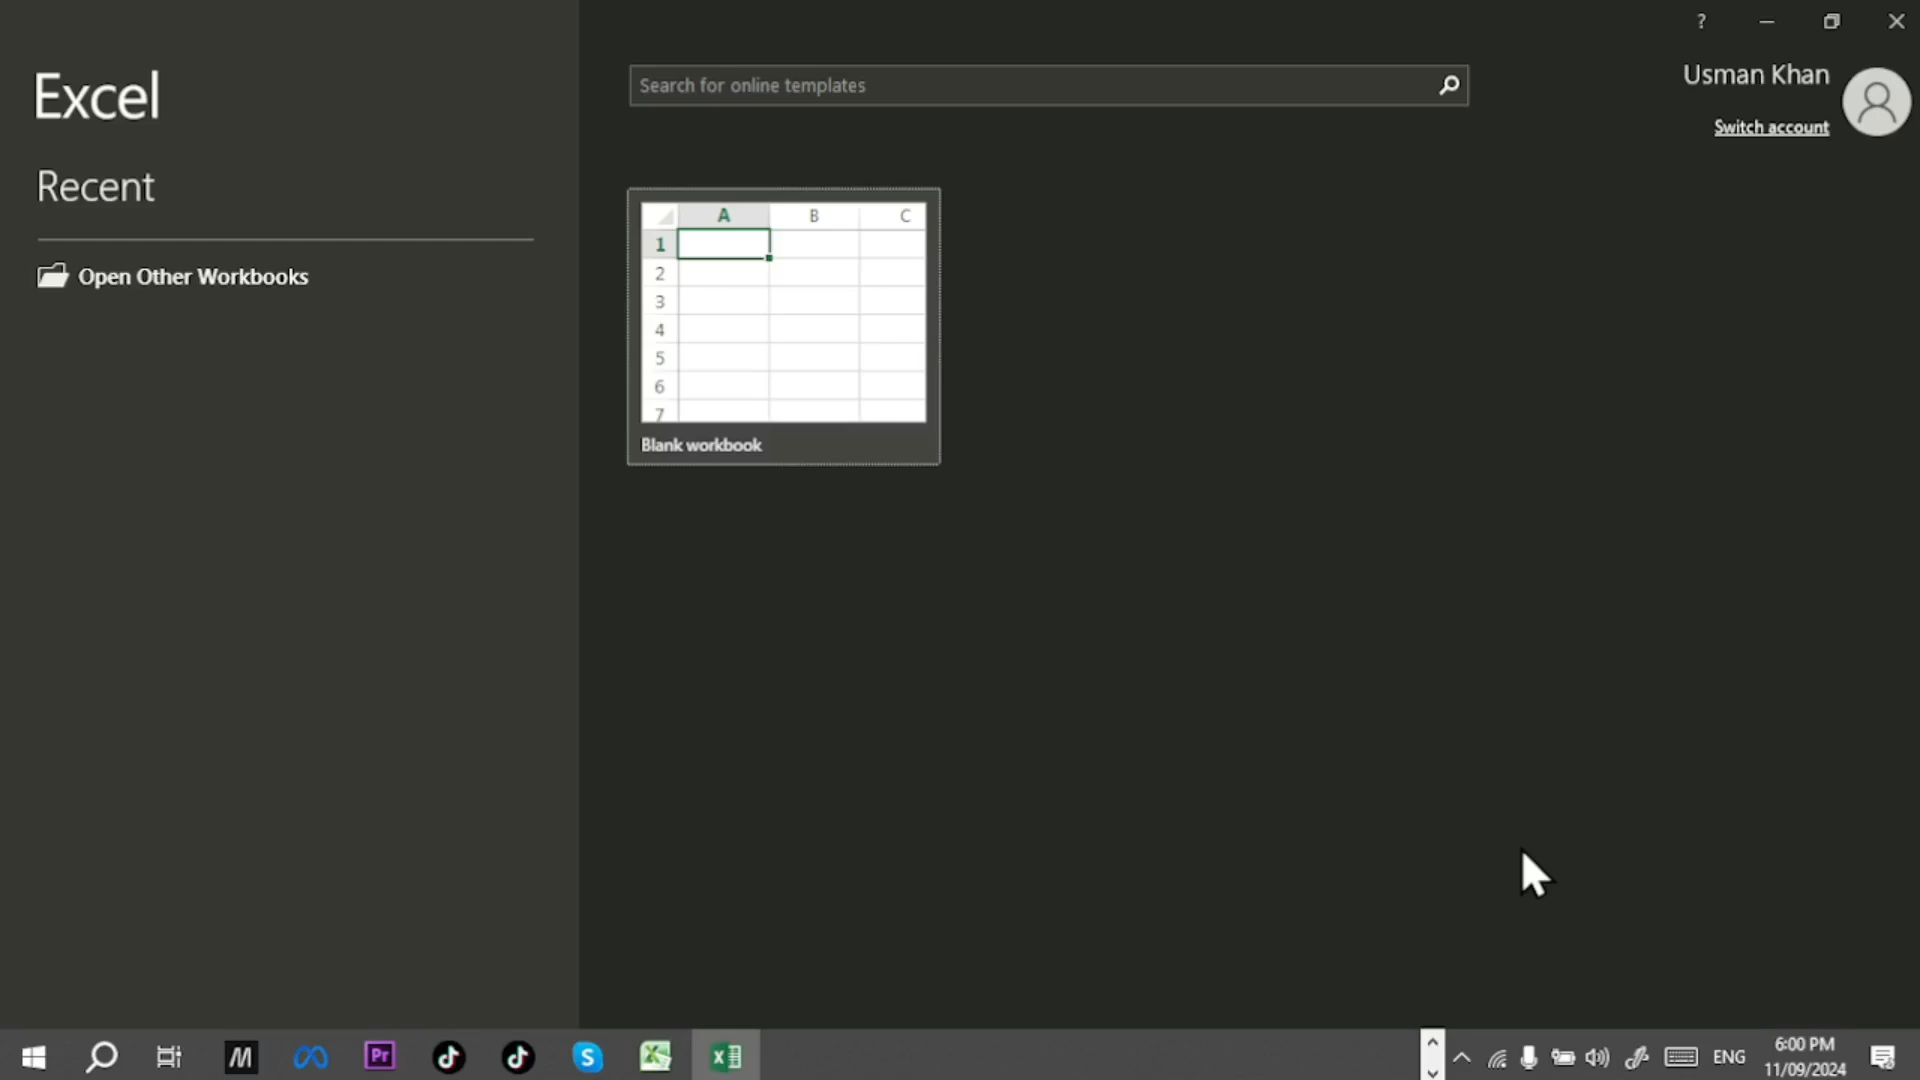 ?
Excel
Search for online templates
Usman Khan
Switch account
Recent
Open Other Workbooks
A B C
1
2
3
4
5
6
7
Blank workbook
M
Pr
S
X
ENG
6:00 PM
11/09/2024